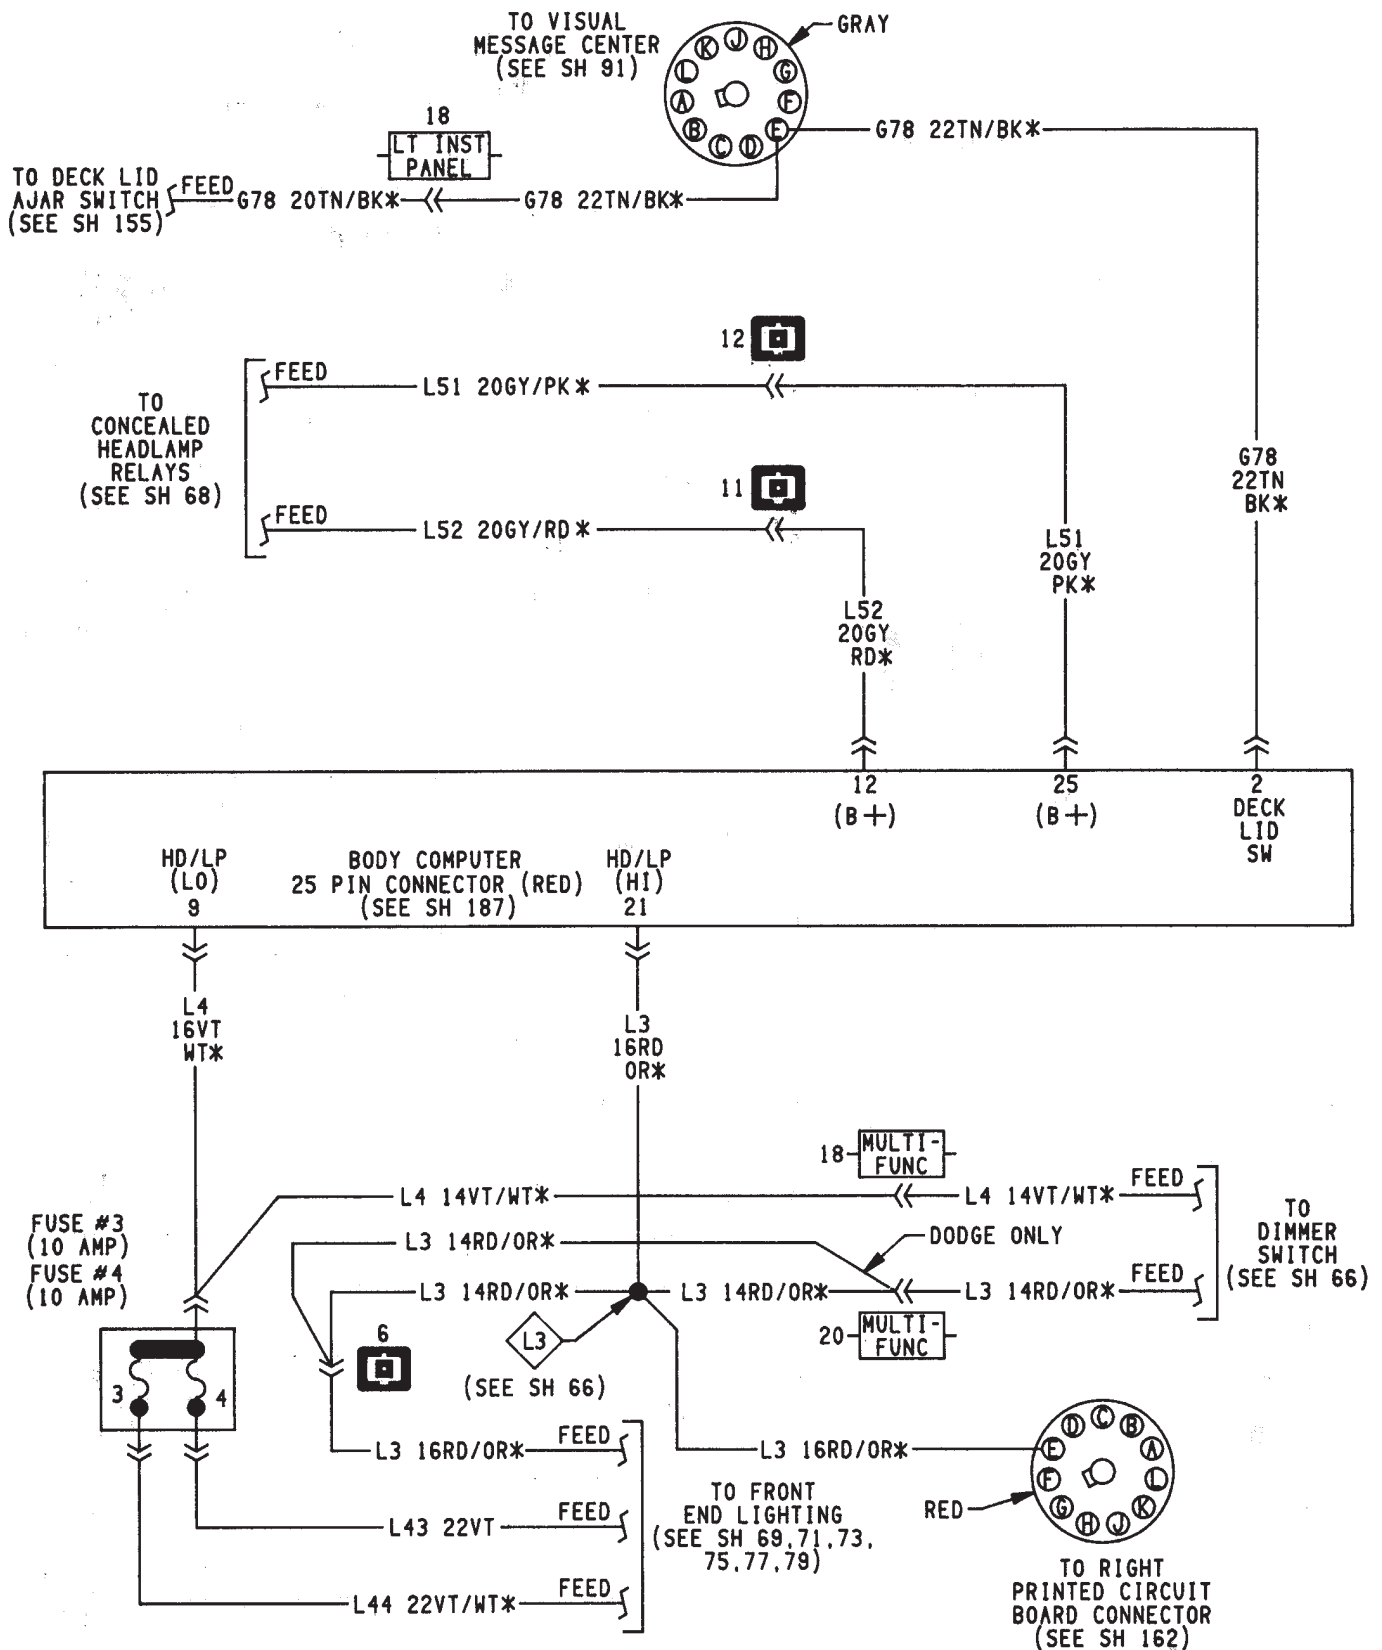 TO VISUAL
MESSAGE CENTER
(SEE SH 91)
GRAY
J
K
H
L
G
A
F
B
E
C
D
G78 22TN/BK*
18
LT INST
PANEL
TO DECK LID
AJAR SWITCH
(SEE SH 155)
FEED
G78 20TN/BK*
G78 22TN/BK*
12
TO
CONCEALED
HEADLAMP
RELAYS
(SEE SH 68)
FEED
L51 20GY/PK*
11
FEED
L52 20GY/RD*
G78
22TN
BK*
L51
20GY
PK*
L52
20GY
RD*
12
(B+)
25
(B+)
2
DECK
LID
SW
HD/LP
(LO)
9
BODY COMPUTER
25 PIN CONNECTOR (RED)
(SEE SH 187)
HD/LP
(HI)
21
L4
16VT
WT*
L3
16RD
OR*
18
MULTI-
FUNC
L4 14VT/WT*
L4 14VT/WT*
FEED
FUSE #3
(10 AMP)
FUSE #4
(10 AMP)
L3 14RD/OR*
DODGE ONLY
TO
DIMMER
SWITCH
(SEE SH 66)
L3 14RD/OR*
L3 14RD/OR*
L3 14RD/OR*
FEED
6
L3
(SEE SH 66)
20
MULTI-
FUNC
3
4
L3 16RD/OR*
FEED
L3 16RD/OR*
C
D
B
E
A
F
L
G
K
H
J
RED
L43 22VT
FEED
TO FRONT
END LIGHTING
(SEE SH 69,71,73,
75,77,79)
L44 22VT/WT*
FEED
TO RIGHT
PRINTED CIRCUIT
BOARD CONNECTOR
(SEE SH 162)